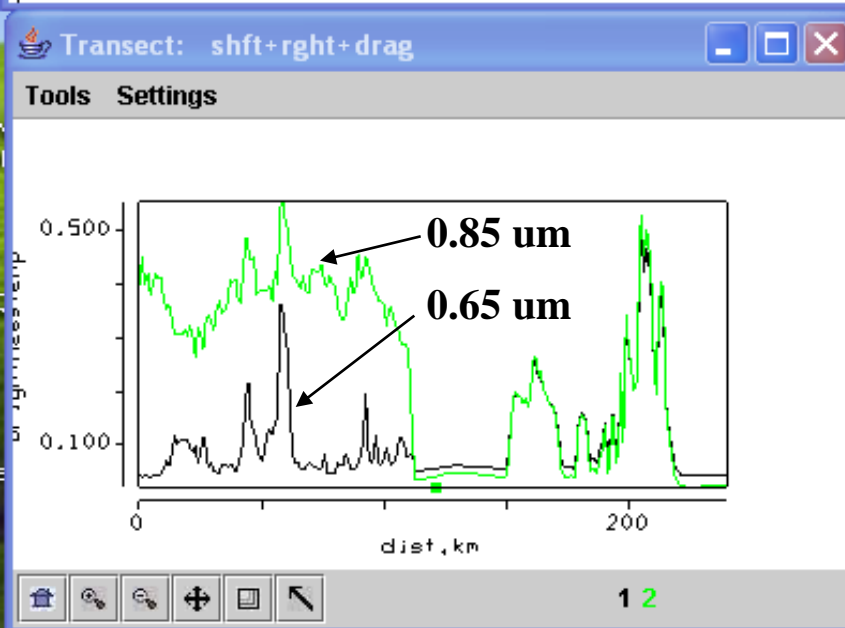 Transect: shft+rght+drag
Tools Settings
0.500
0.85 um
0.65 um
0.100
0 200
dist,km
1 2